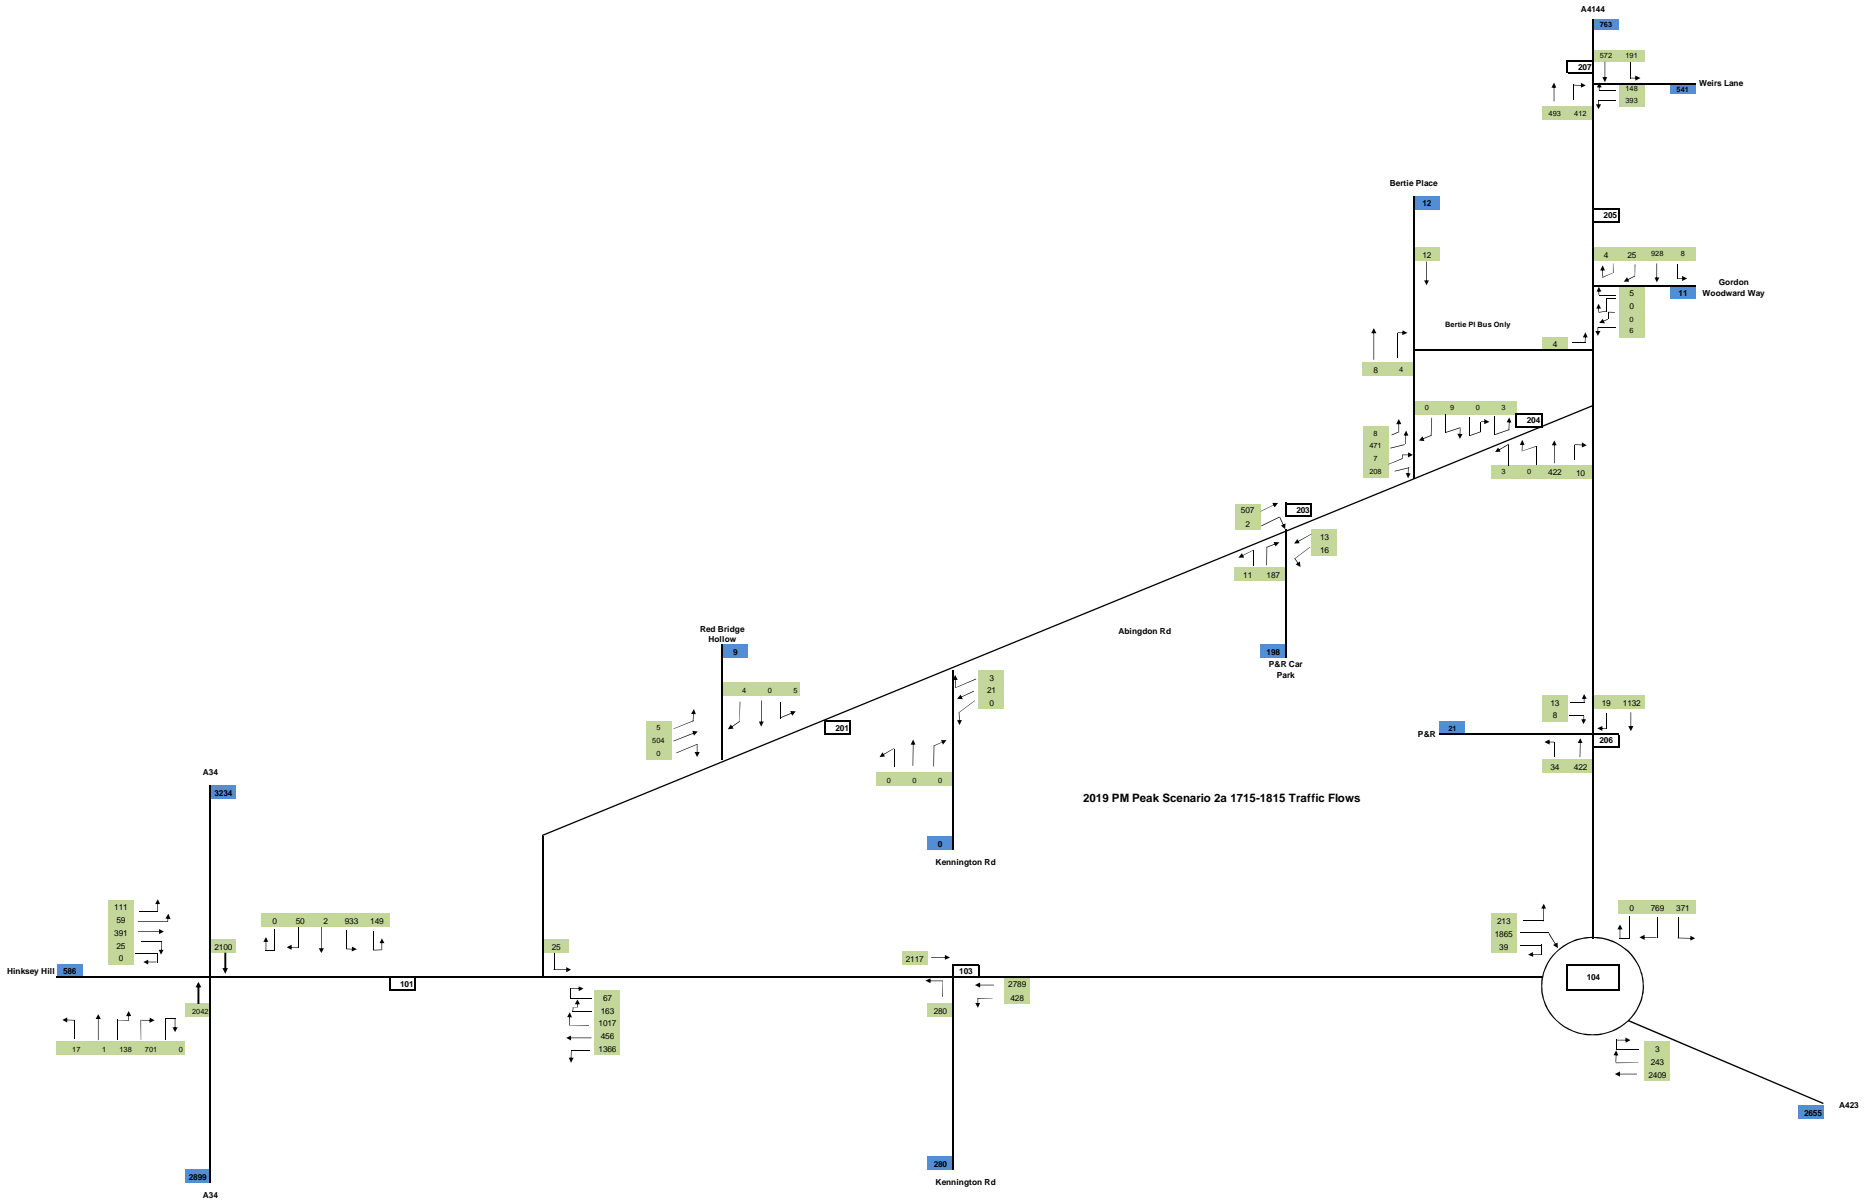 A4144
763
572 191
207
Weirs Lane
148
541
393
493 412
Bertie Place
12
205
12
4 25 928 8
Gordon
Woodward Way
5
11
0
0
6
Bertie Pl Bus Only
4
8 4
0 9 0 3
204
8
471
7
208
3 0 422 10
507
203
2
13
16
11 187
Red Bridge
Hollow
9
Abingdon Rd
198
P&R Car
Park
3
21
0
4 0 5
5
504
0
201
13
8
19 1132
21
P&R
206
34 422
0 0 0
A34
3234
2019 PM Peak Scenario 2a 1715-1815 Traffic Flows
0
Kennington Rd
111
59
391
25
0
0 50 2 933 149
2100
25
213
1865
39
0 769 371
2117
Hinksey Hill
586
103
104
101
2789
428
67
163
1017
456
1366
2042
280
17 1 138 701 0
3
243
2409
2655
A423
280
Kennington Rd
2899
A34